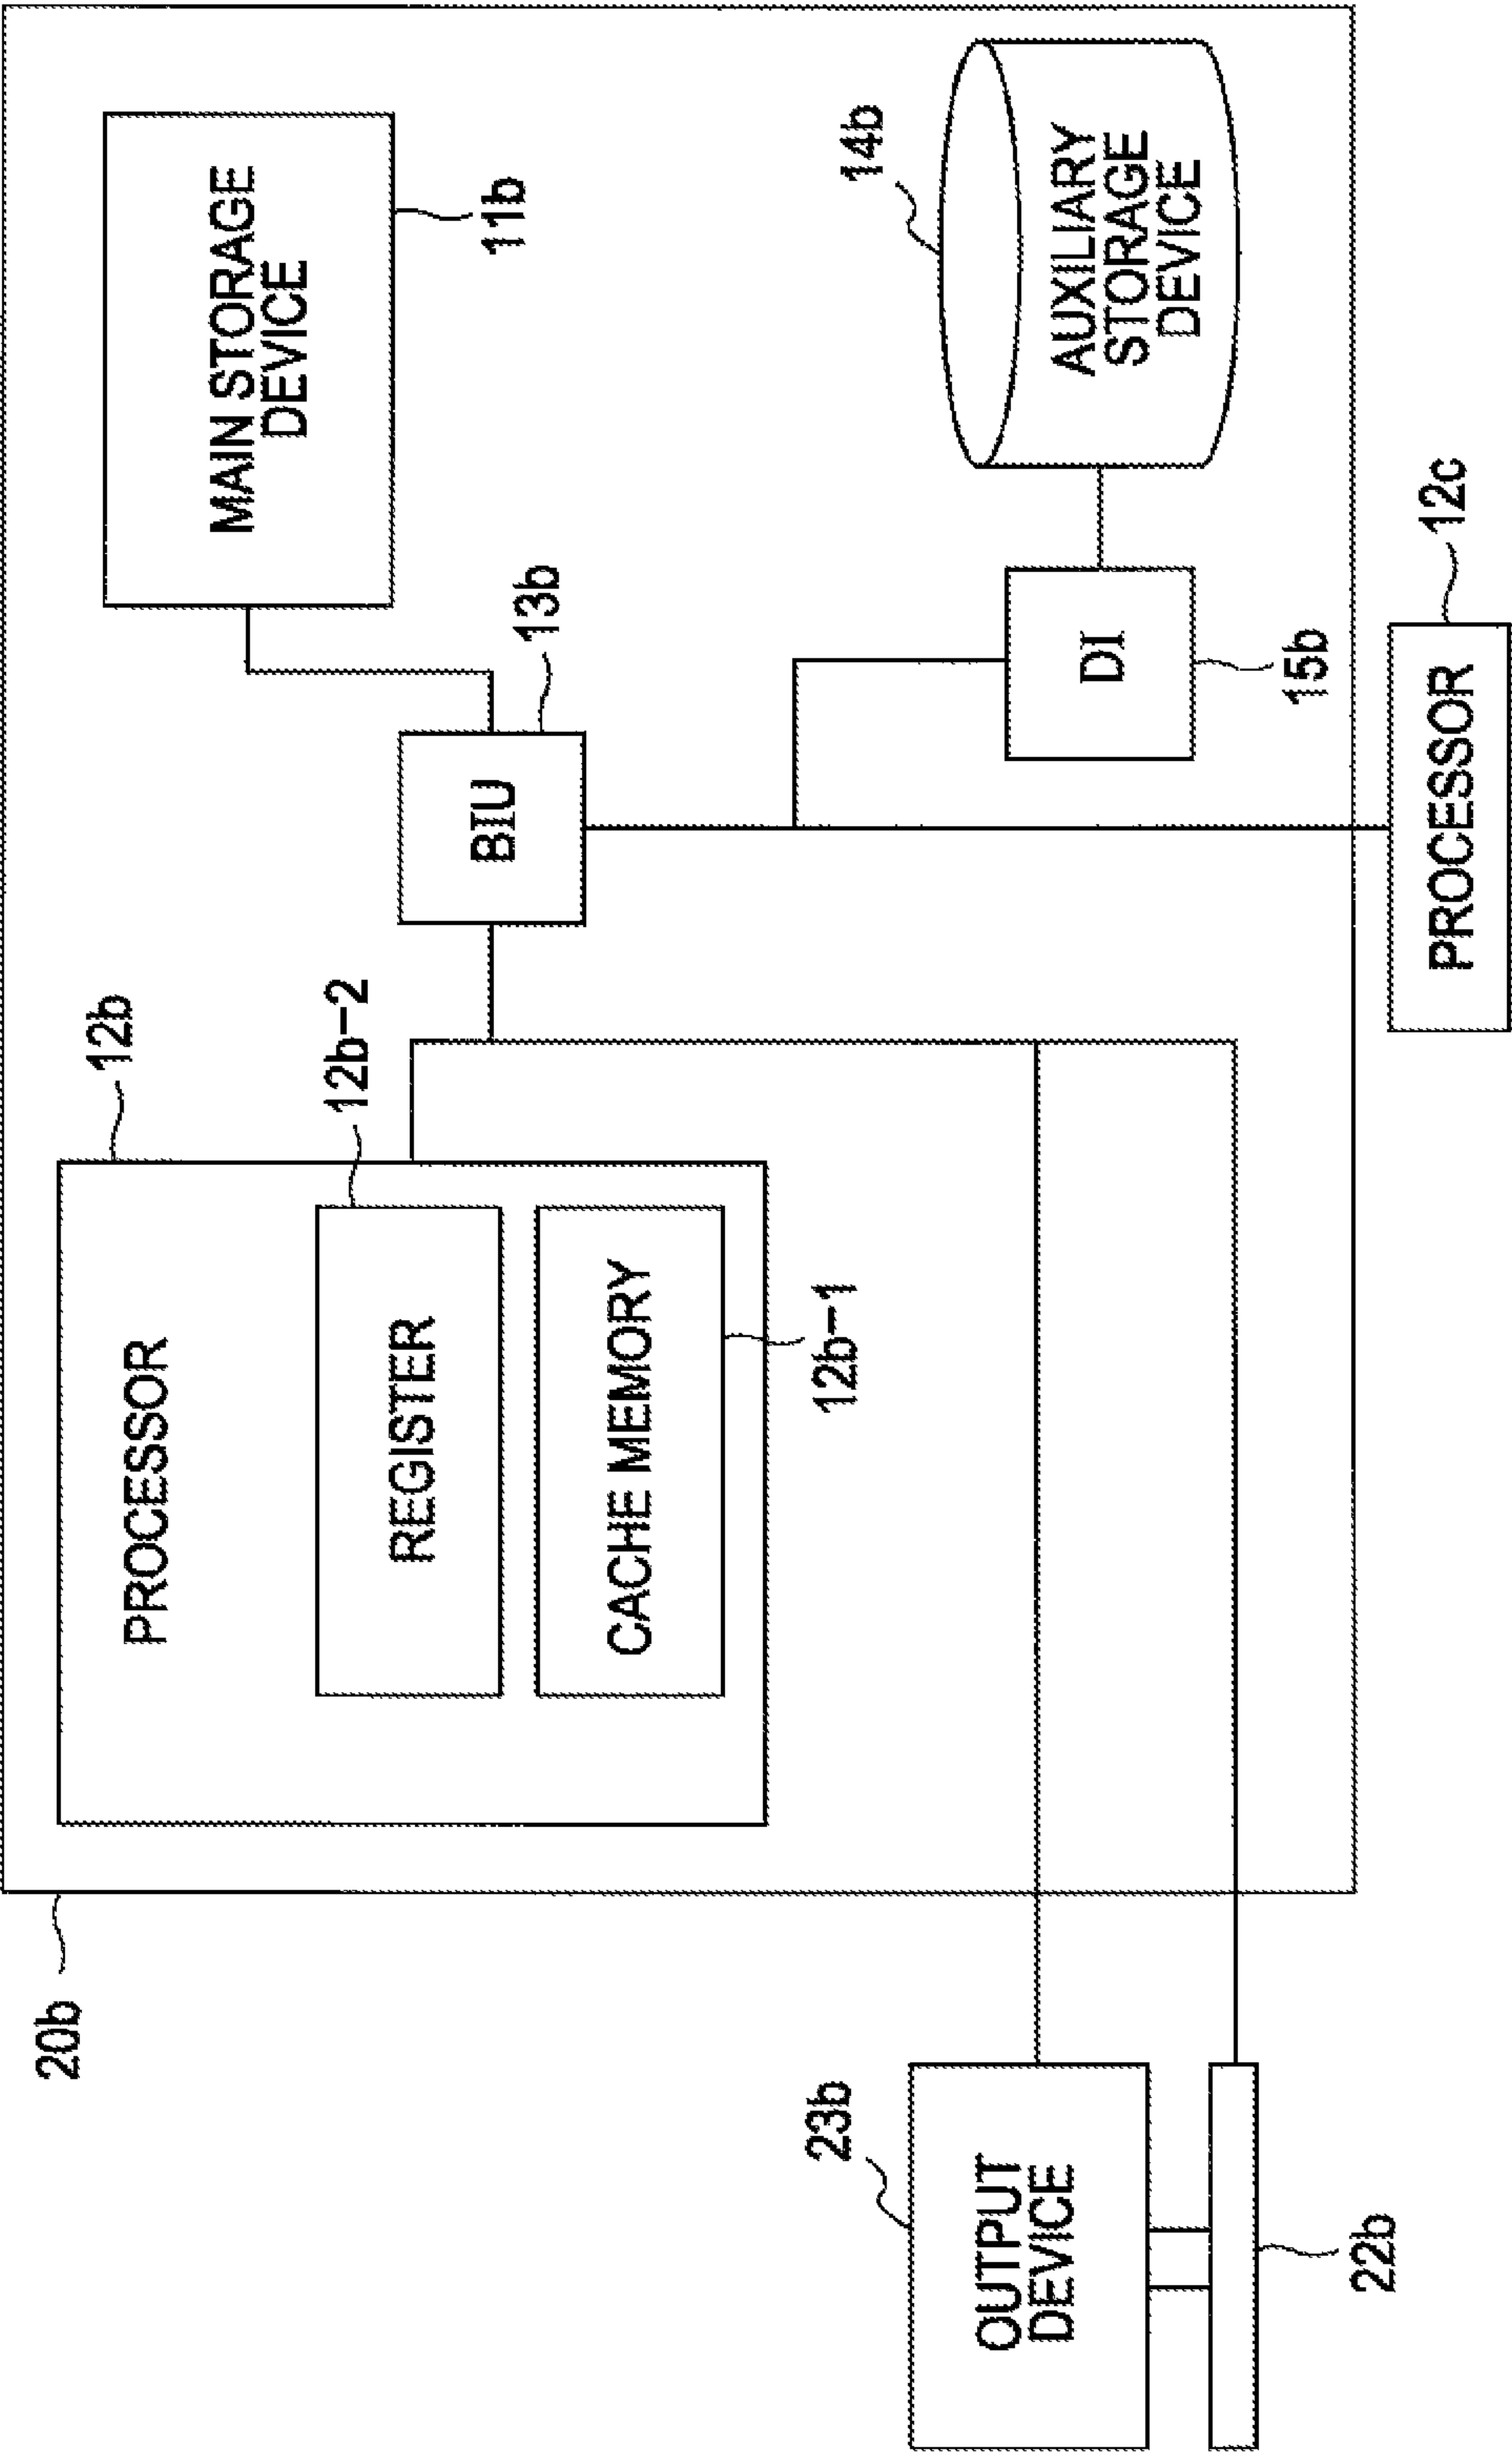 20b
12b
PROCESSOR
12b-2
REGISTER
CACHE MEMORY
12b-1
13b
BIU
MAIN STORAGE
DEVICE
11b
23b
OUTPUT
DEVICE
22b
14b
AUXILIARY
STORAGE
DEVICE
DI
15b
PROCESSOR
12c